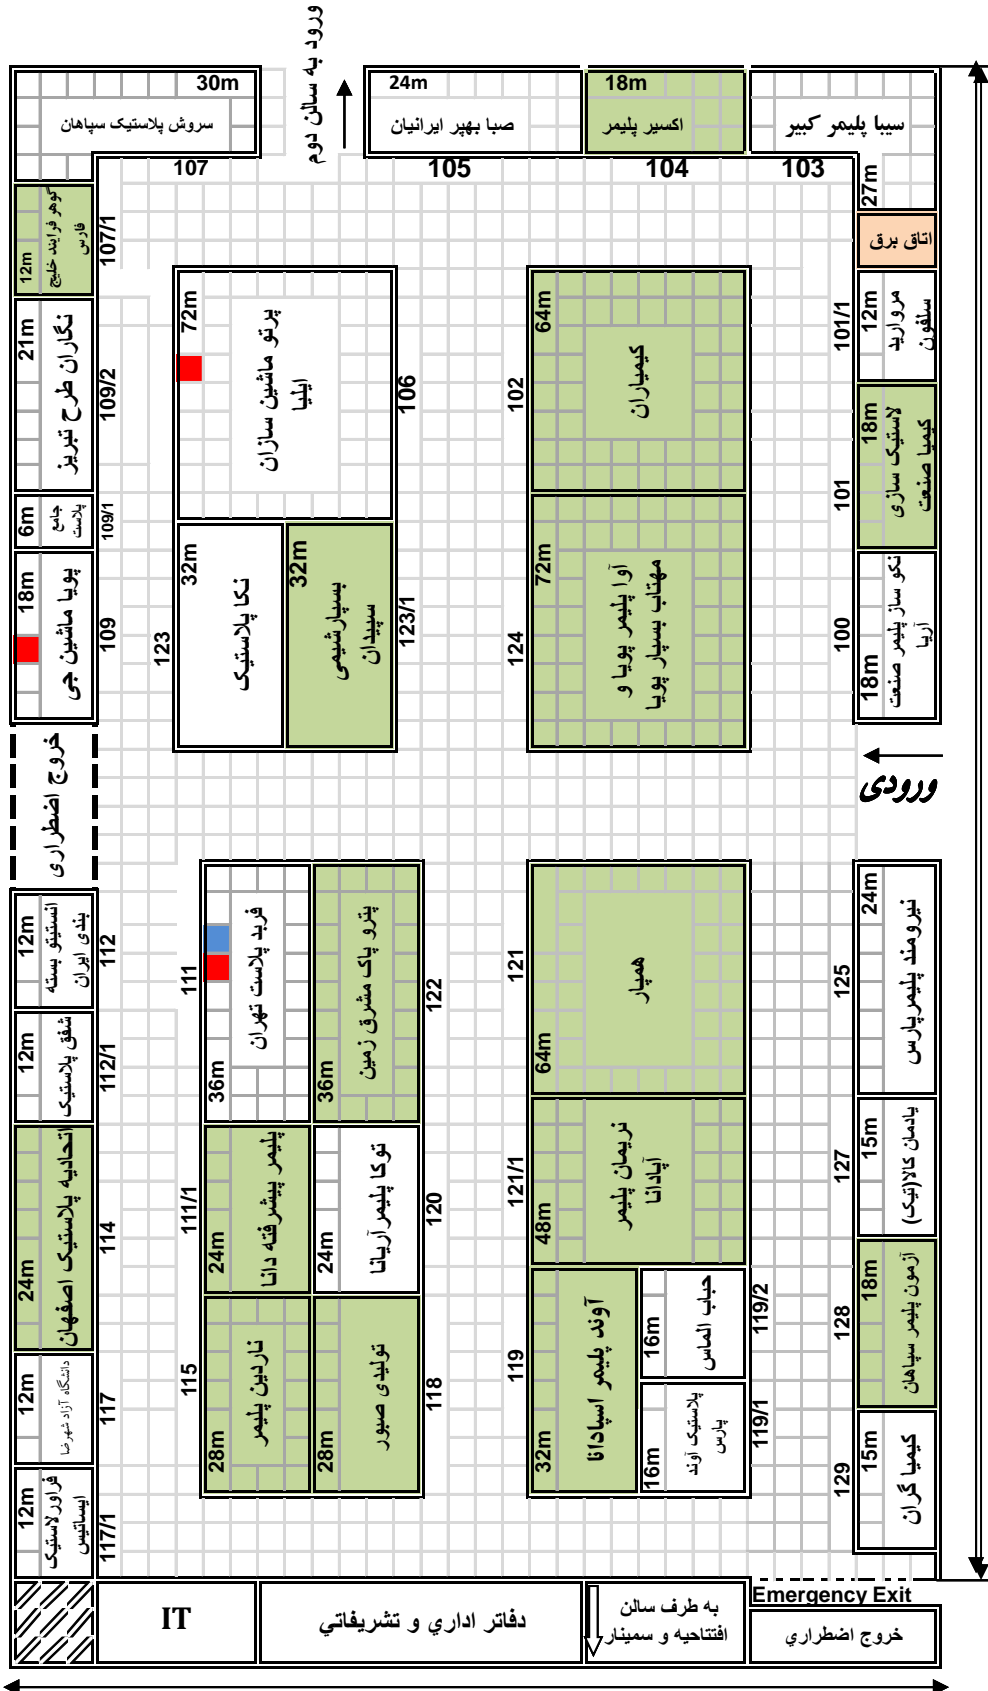 ورود به سالن دوم
30m
سروش پلاستیک سپاهان
107
24m
صبا بهپر ایرانیان
105
18m
اکسیر پلیمر
104
سیبا پلیمر کبیر
103
27m
اتاق برق
12m
گوهر فرایند خلیج
فارس
107/1
21m
نگاران طرح تبریز
109/2
6m
جامع
پلاست
109/1
18m
پویا ماشین جی
109
72m
پرتو ماشین سازان
ایلیا
106
32m
نکا پلاستیک
123
32m
بسپارشیمی
سپیدان
123/1
64m
کیمیاران
102
72m
آوا پلیمر پویا و
مهتاب بسپار پویا
124
12m
مروارید
سلفون
101/1
18m
لاستیک سازی
کیمیا صنعت
101
18m
نکو ساز پلیمر صنعت
آریا
100
ورودی
خروج اضطراری
12m
انستیتو بسته
بندی ایران
112
12m
شفق پلاستیک
112/1
24m
اتحادیه پلاستیک اصفهان
114
12m
دانشگاه آزاد شهرضا
117
12m
فراورلاستیک
ایساتیس
117/1
111
36m
فرید پلاست تهران
36m
پترو پاک مشرق زمین
122
111/1
24m
پلیمر پیشرفته دانا
24m
توکا پلیمرآریانا
120
115
28m
ناردین پلیمر
28m
تولیدی صبور
118
121
64m
همپار
121/1
48m
نریمان پلیمر
آپادانا
119
32m
آوند پلیمر اسپادانا
16m
حباب الماس
119/2
16m
پلاستیک آوند
پارس
119/1
24m
نیرومند پلیمرپارس
125
15m
یادمان کالا(تیک)
127
18m
آزمون پلیمر سپاهان
128
15m
کیمیا گران
129
IT
دفاتر اداري و تشريفاتي
به طرف سالن
افتتاحیه و سمینار
Emergency Exit
خروج اضطراري